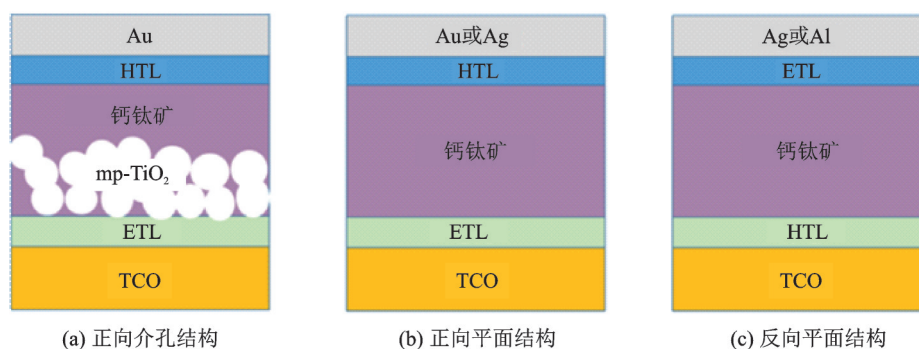 Au
HTL
钙钛矿
mp-TiO₂
ETL
TCO
(a) 正向介孔结构
Au或Ag
HTL
钙钛矿
ETL
TCO
(b) 正向平面结构
Ag或Al
ETL
钙钛矿
HTL
TCO
(c) 反向平面结构